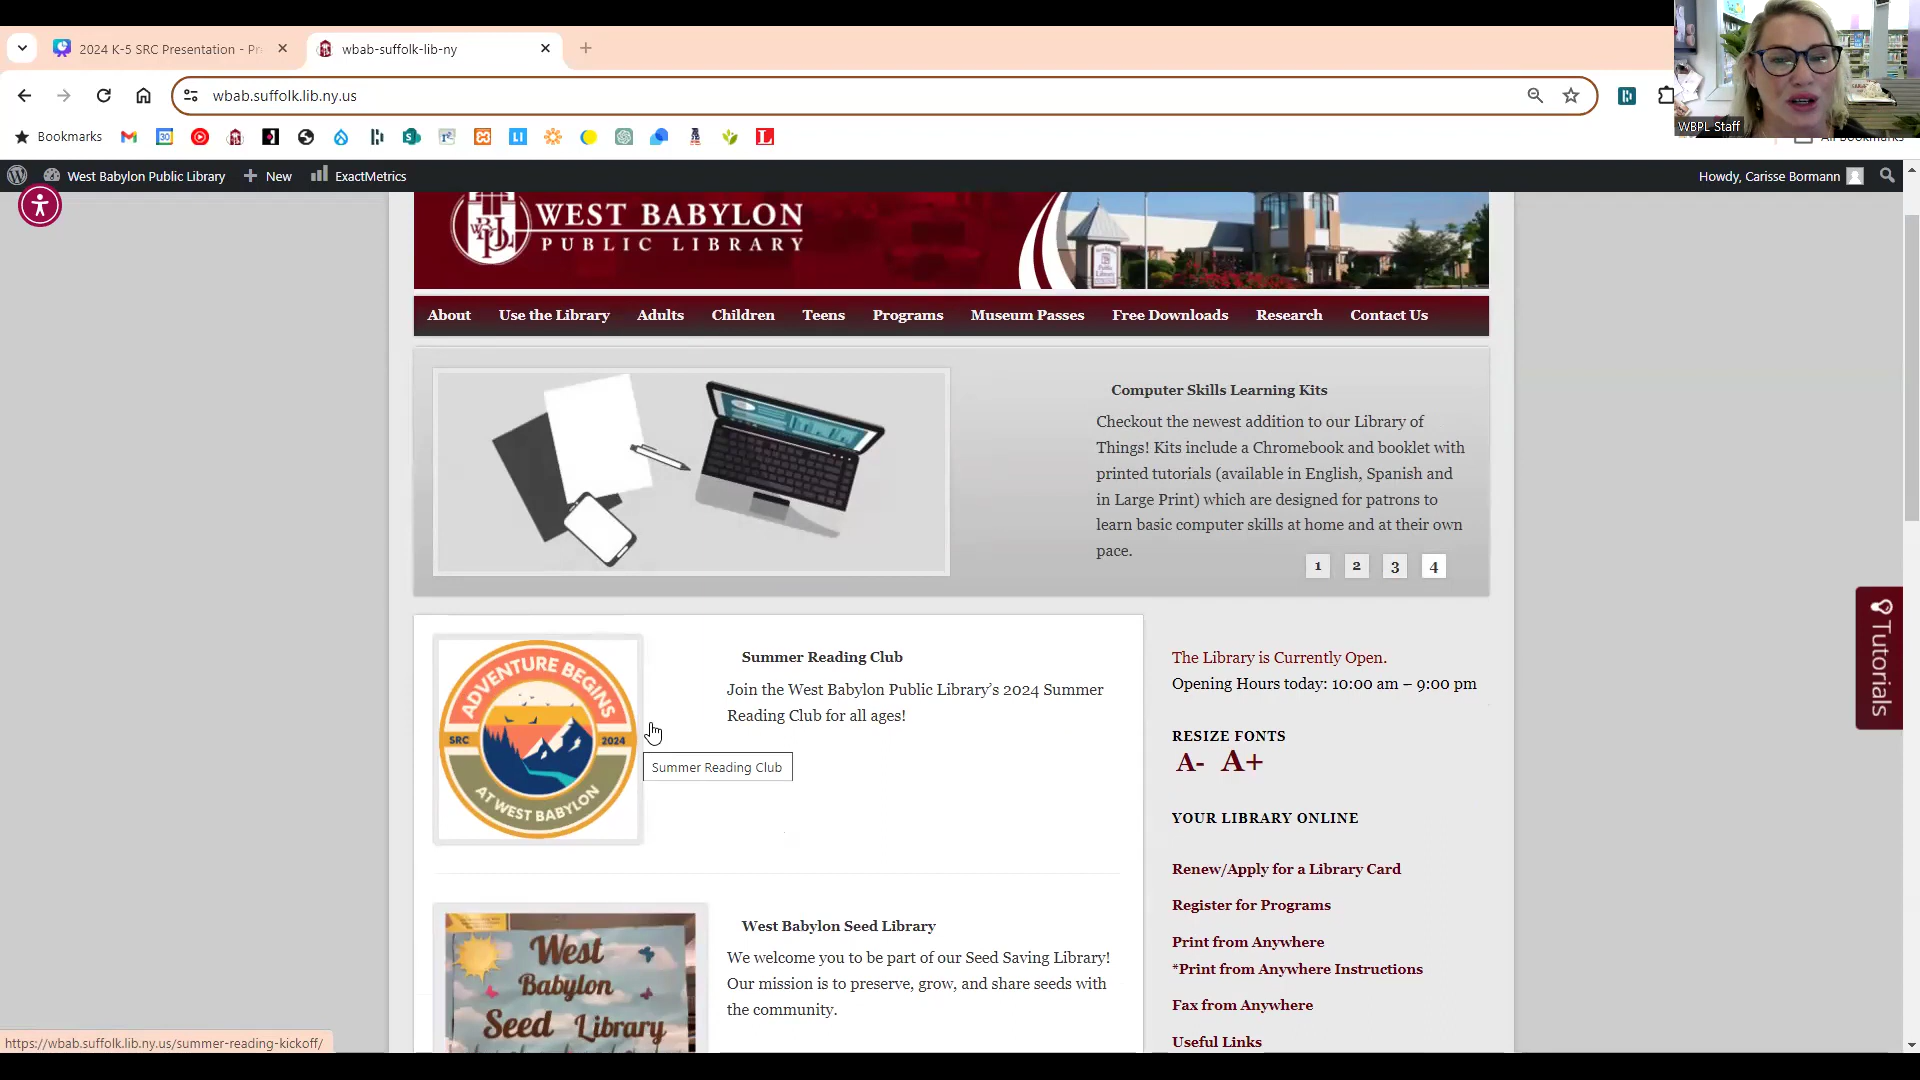 2024 K-5 SRC Presentation - Pr
wbab-suffolk-lib-ny
wbab.suffolk.lib.ny.us
WBPL Staff
Bookmarks
All Bookmarks
West Babylon Public Library
New
ExactMetrics
Howdy, Carisse Bormann
WEST BABYLON
PUBLIC LIBRARY
About
Use the Library
Adults
Children
Teens
Programs
Museum Passes
Free Downloads
Research
Contact Us
Computer Skills Learning Kits
Checkout the newest addition to our Library of
Things! Kits include a Chromebook and booklet with
printed tutorials (available in English, Spanish and
in Large Print) which are designed for patrons to
learn basic computer skills at home and at their own
pace.
1 2 3 4
ADVENTURE BEGINS
SRC 2024
AT WEST BABYLON
Summer Reading Club
Join the West Babylon Public Library’s 2024 Summer
Reading Club for all ages!
Summer Reading Club
The Library is Currently Open.
Opening Hours today: 10:00 am – 9:00 pm
RESIZE FONTS
A- A+
YOUR LIBRARY ONLINE
Renew/Apply for a Library Card
Register for Programs
Print from Anywhere
*Print from Anywhere Instructions
Fax from Anywhere
Useful Links
Tutorials
West
Babylon
Seed Library
West Babylon Seed Library
We welcome you to be part of our Seed Saving Library!
Our mission is to preserve, grow, and share seeds with
the community.
https://wbab.suffolk.lib.ny.us/summer-reading-kickoff/